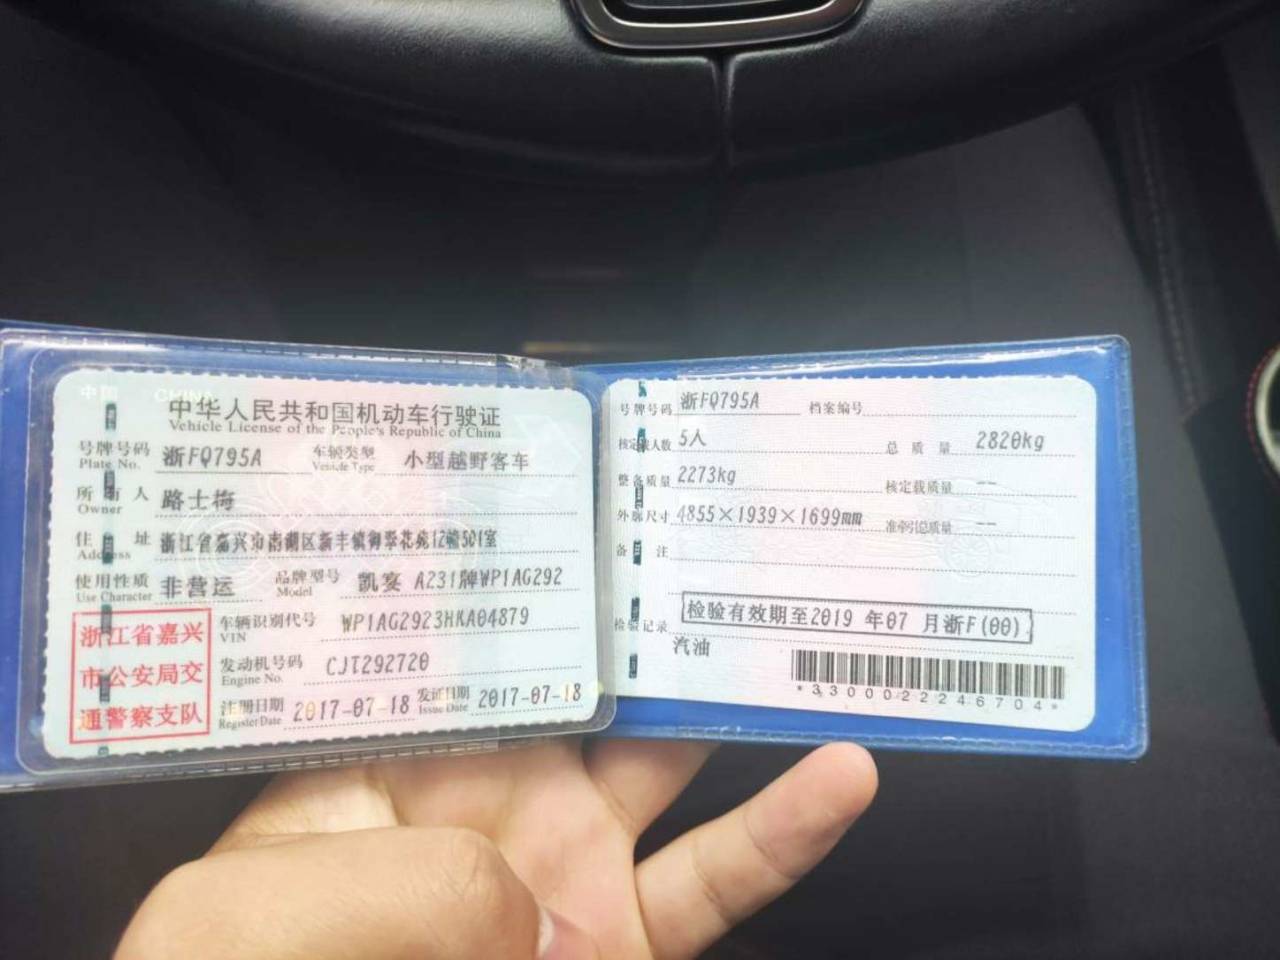 中国 CHINA
中华人民共和国机动车行驶证
Vehicle License of the People's Republic of China
号牌号码 浙FQ795A 车辆类型 小型越野客车
Plate No. Vehicle Type
所有人 路士梅
Owner
住址 浙江省嘉兴市南湖区新丰镇御翠花苑12幢501室
Address
使用性质 非营运 品牌型号 凯宴 A231牌WP1AG292
Use Character Model
浙江省嘉兴
市公安局交
通警察支队
车辆识别代号 WP1AG2923HKA04879
VIN
发动机号码 CJT292720
Engine No.
注册日期 2017-07-18 发证日期 2017-07-18
Register Date Issue Date
号牌号码 浙FQ795A 档案编号
核定载人数 5人 总质量 2820kg
整备质量 2273kg 核定载质量 --
外廓尺寸 4855×1939×1699mm 准牵引总质量 --
备注
检验记录 检验有效期至2019 年07 月浙F(00)
汽油
*3300022246704*